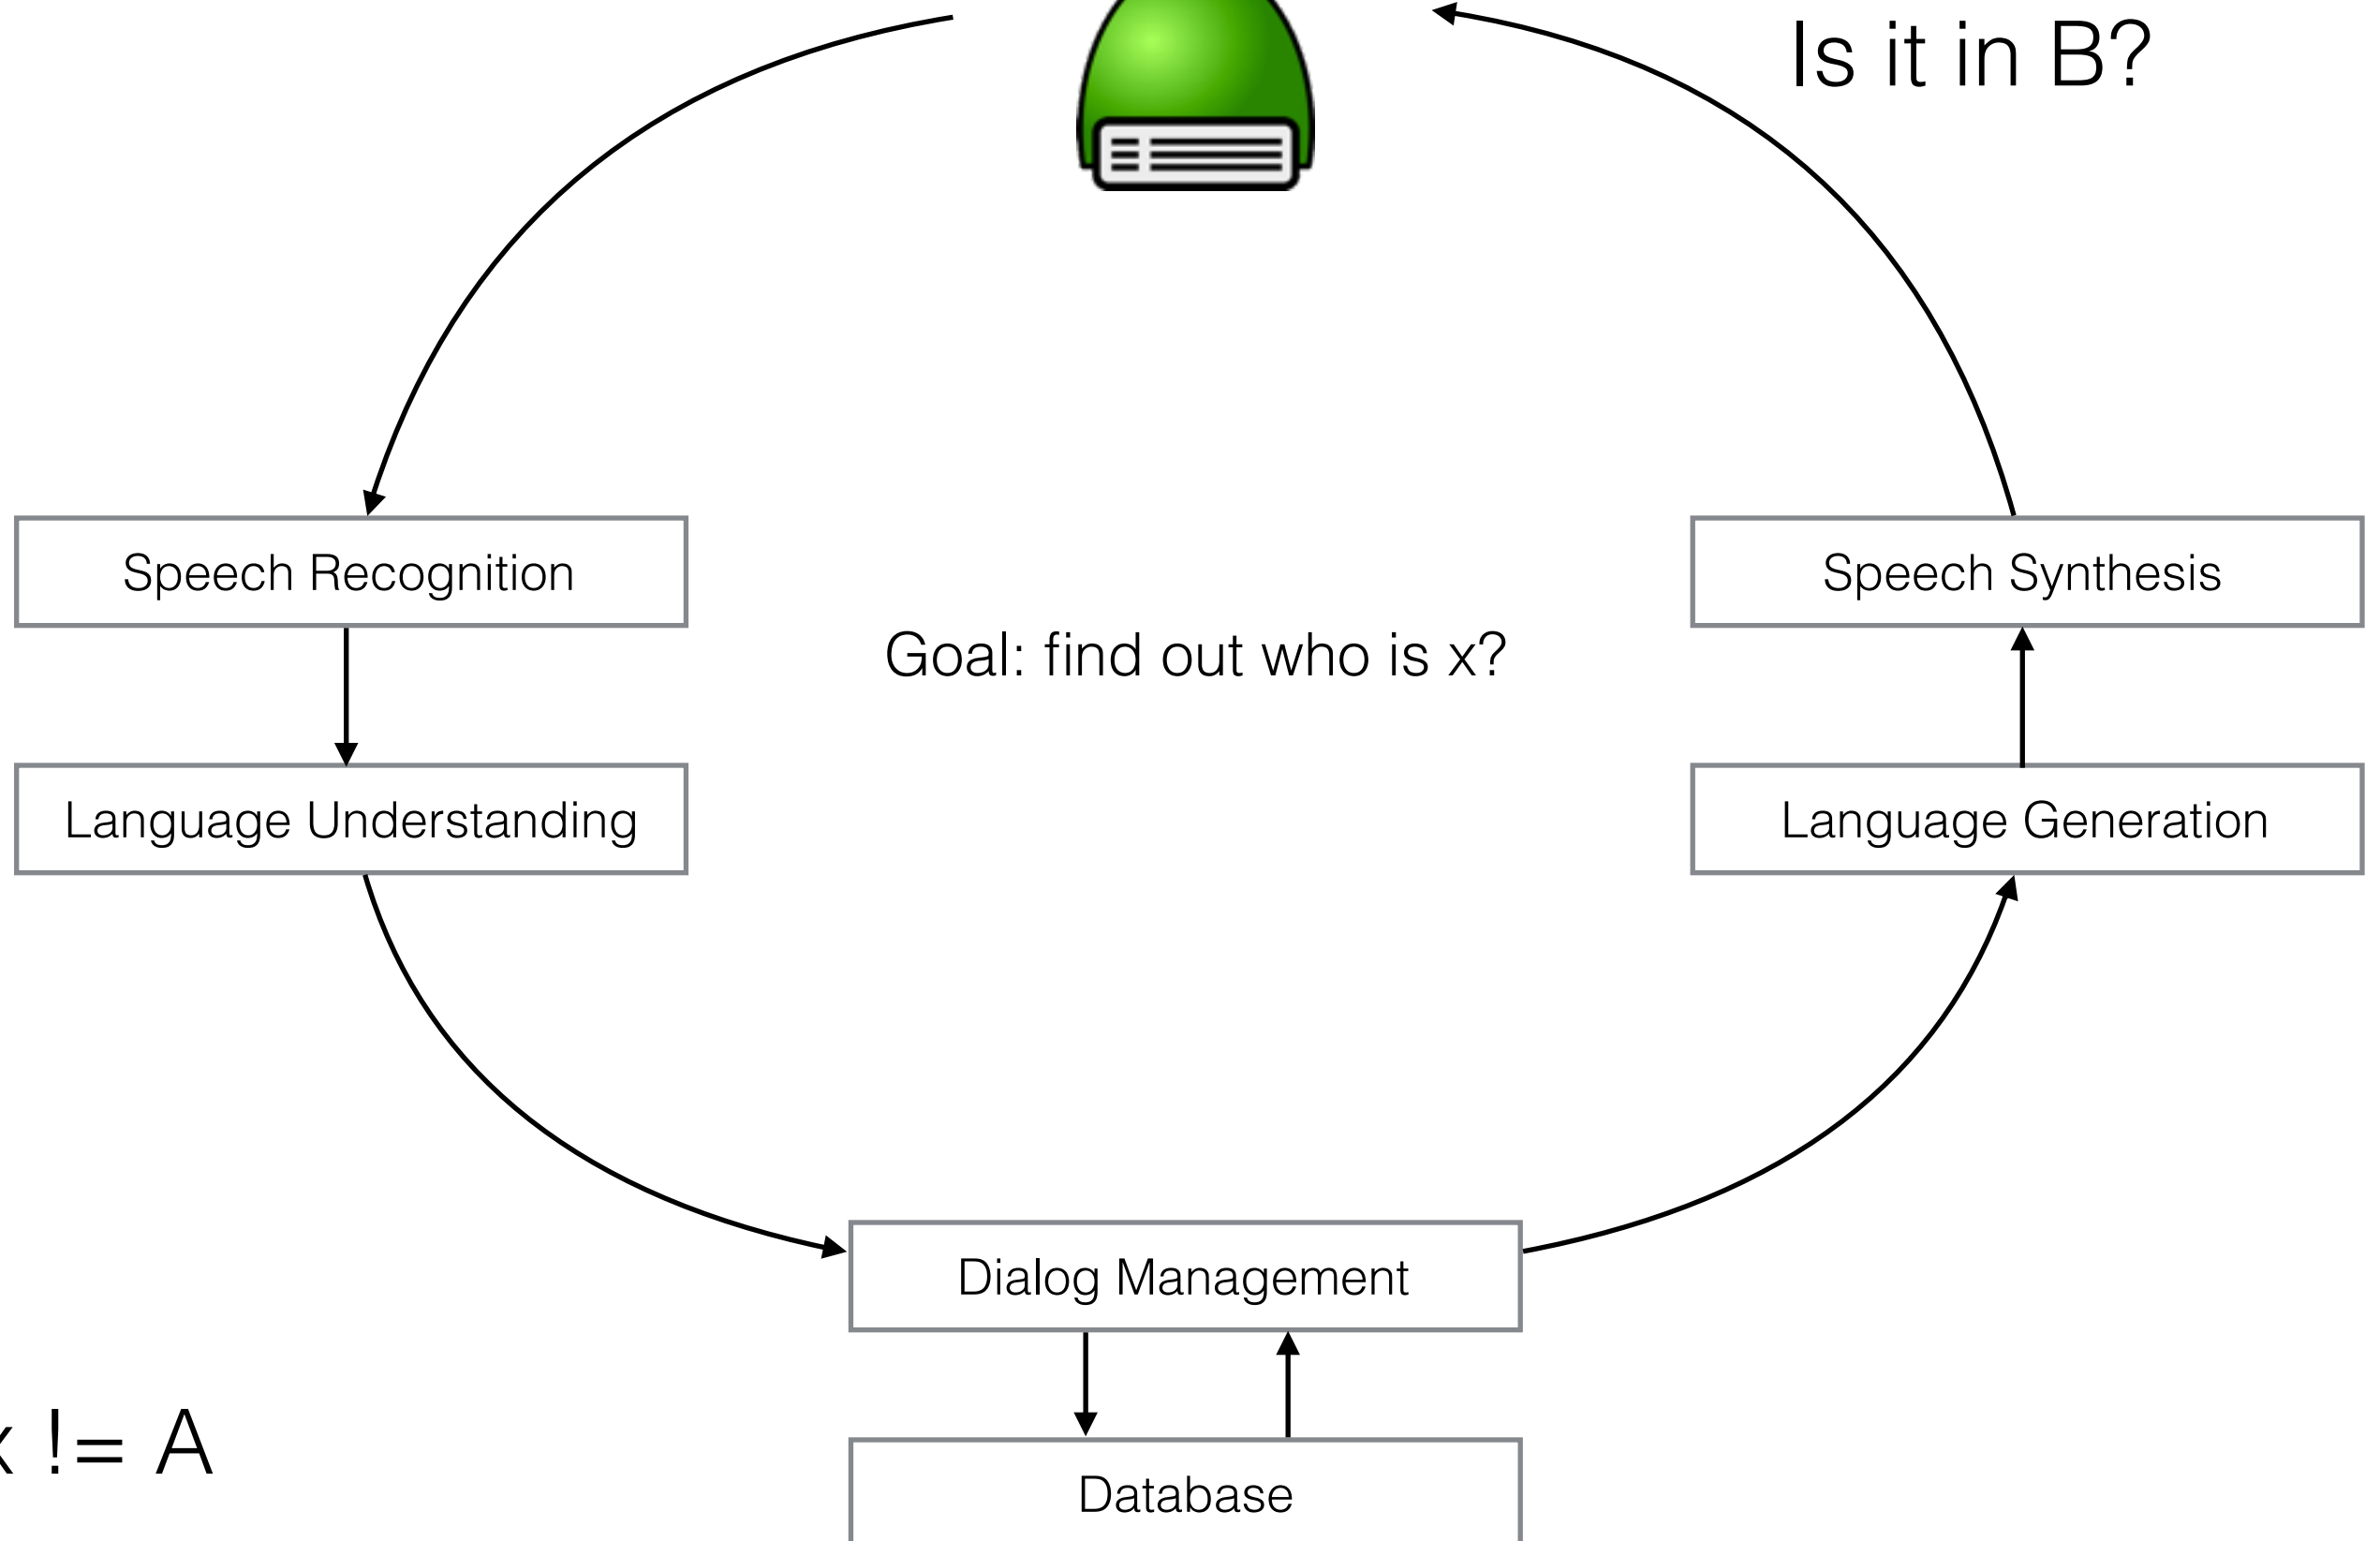 Is it in B?
Speech Recognition
Speech Synthesis
Goal: find out who is x?
Language Understanding
Language Generation
Dialog Management
x != A
Database